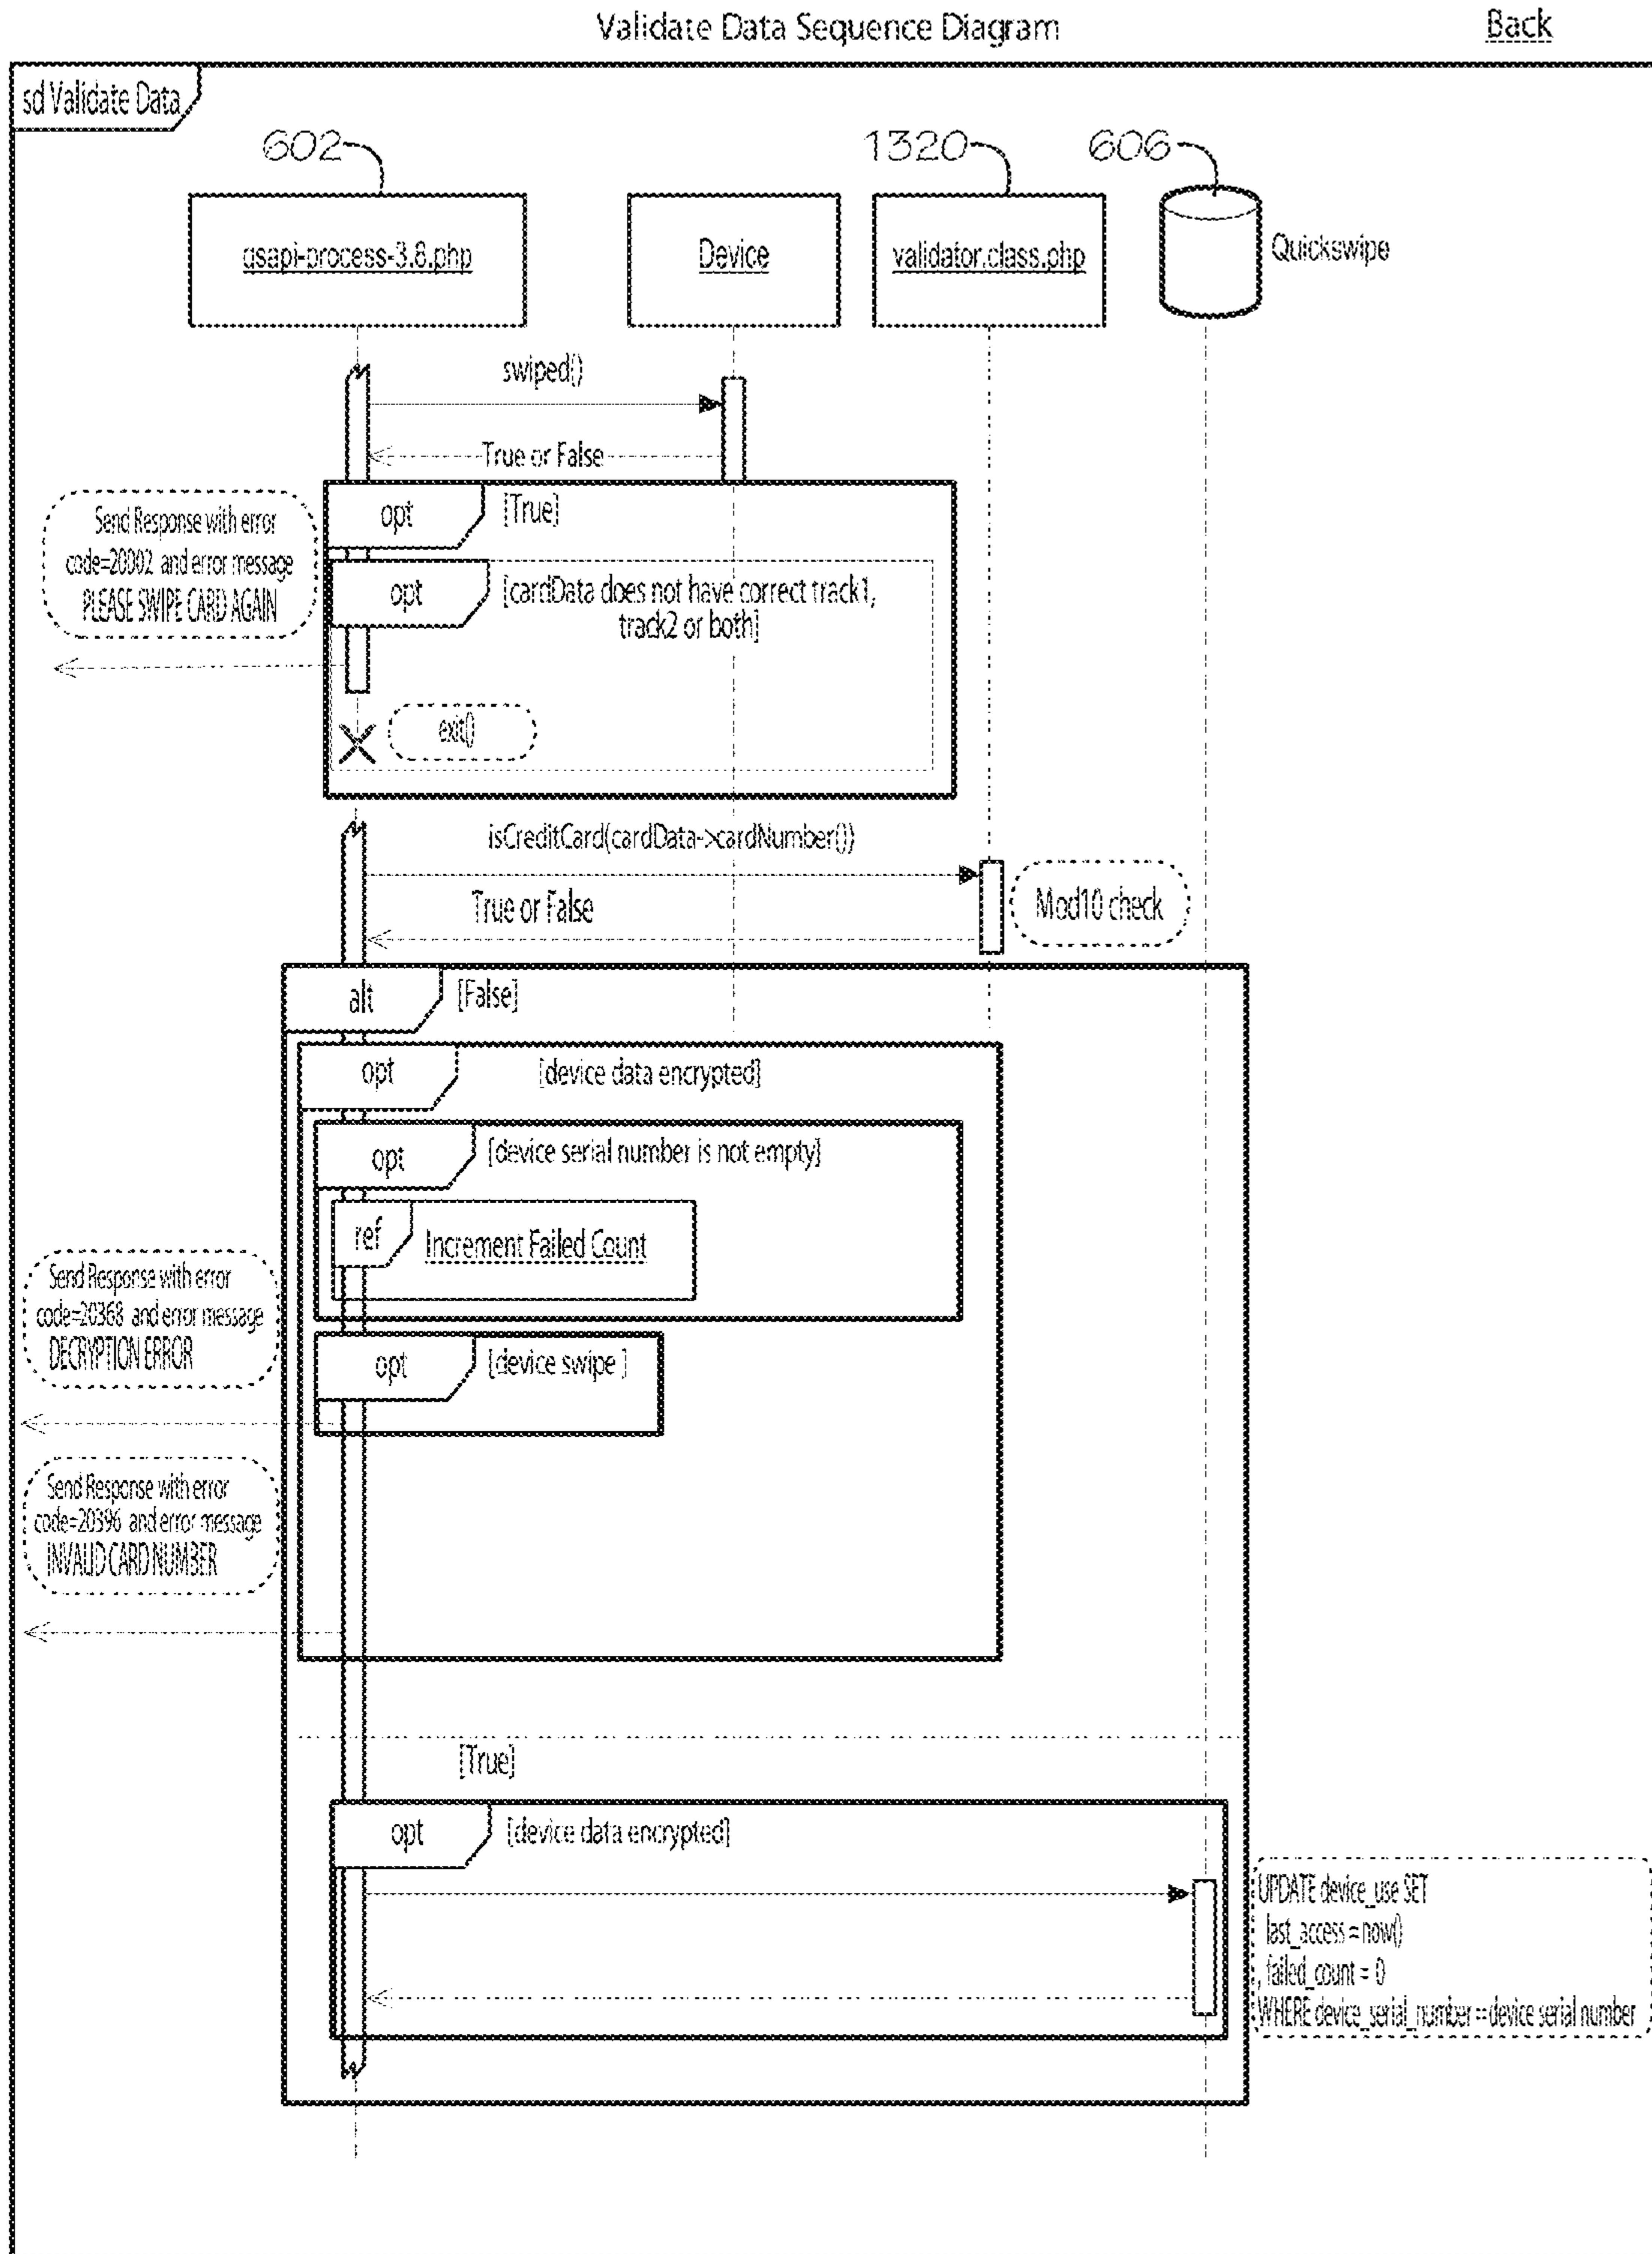 Validate Data Sequence Diagram
Back
sd Validate Data
602
1320
606
qsapi-process-3.8.php
Device
validator.class.php
Quickswipe
swiped()
True or False
opt
[True]
Send Response with error
code=20002 and error message
PLEASE SWIPE CARD AGAIN
opt
[cardData does not have correct track1,
track2 or both]
exit()
isCreditCard(cardData->cardNumber())
True or False
Mod10 check
alt
[False]
opt
[device data encrypted]
opt
[device serial number is not empty]
ref
Increment Failed Count
Send Response with error
code=20368 and error message
DECRYPTION ERROR
opt
[device swipe ]
Send Response with error
code=20396 and error message
INVALID CARD NUMBER
[True]
opt
[device data encrypted]
UPDATE device_use SET
last_access = now()
, failed_count = 0
WHERE device_serial_number == device serial number